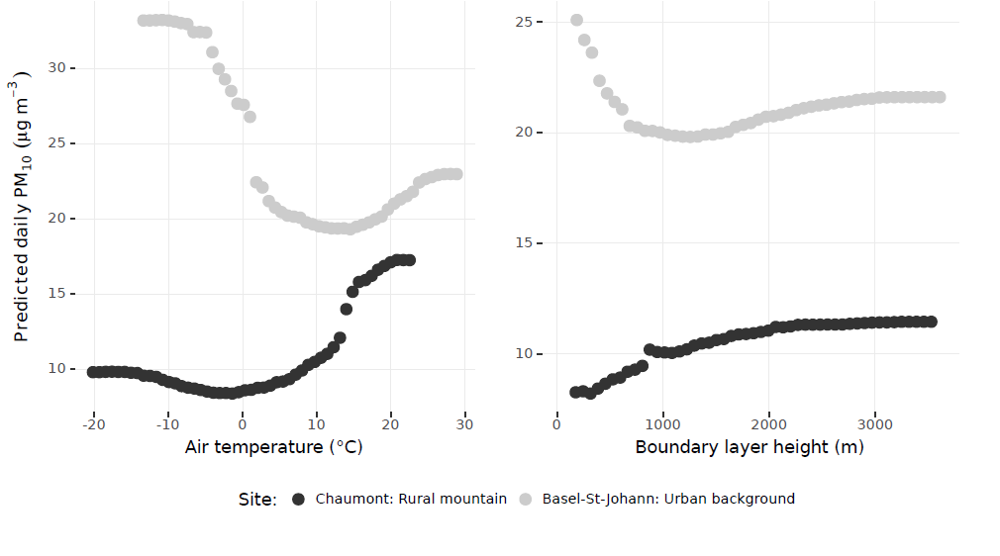 Predicted daily PM10 (μg m−3)
30
25
20
15
10
-20 -10 0 10 20 30
Air temperature (°C)
25
20
15
10
0 1000 2000 3000
Boundary layer height (m)
Site: Chaumont: Rural mountain Basel-St-Johann: Urban background